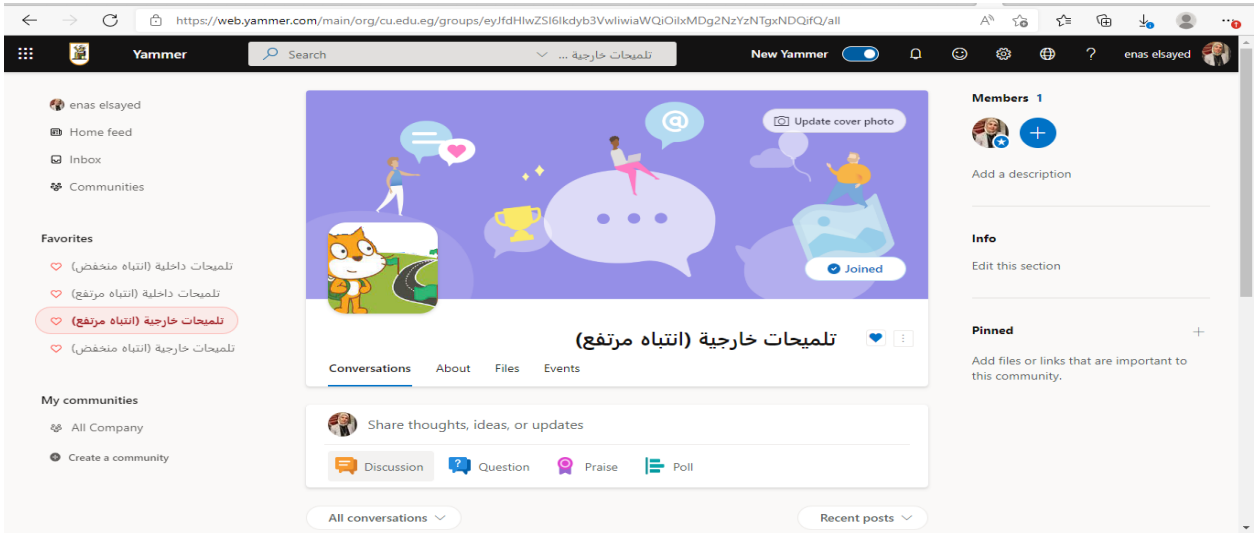 https://web.yammer.com/main/org/cu.edu.eg/groups/eyJfdHlwZSI6Ikdyb3VwIiwiaWQiOiIxMDg2NzYzNTgxNDQifQ/all
Yammer
Search
تلميحات خارجية ...
New Yammer
?
enas elsayed
enas elsayed
Home feed
Inbox
Communities
Favorites
تلميحات داخلية (انتباه منخفض)
تلميحات داخلية (انتباه مرتفع)
تلميحات خارجية (انتباه مرتفع)
تلميحات خارجية (انتباه منخفض)
My communities
All Company
Create a community
@
Update cover photo
Joined
تلميحات خارجية (انتباه مرتفع)
Conversations About Files Events
Share thoughts, ideas, or updates
Discussion Question Praise Poll
All conversations
Recent posts
Members 1
Add a description
Info
Edit this section
Pinned
Add files or links that are important to
this community.